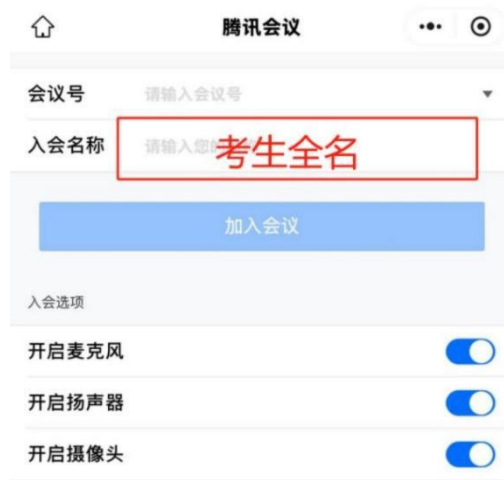 腾讯会议
会议号 请输入会议号
入会名称 请输入您的 考生全名
加入会议
入会选项
开启麦克风
开启扬声器
开启摄像头